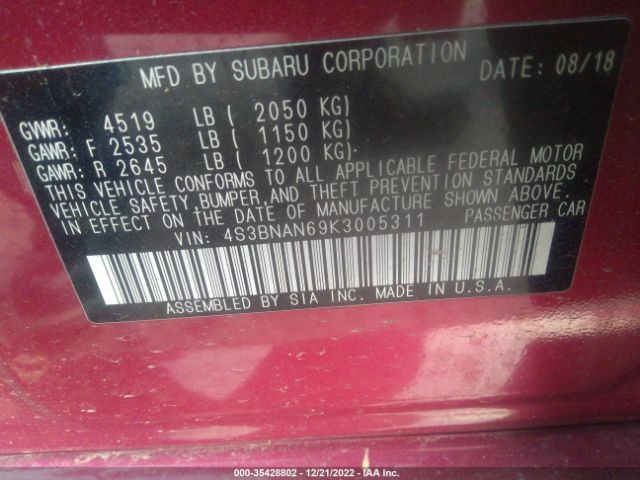 MFD BY SUBARU CORPORATION DATE: 08/18
GVWR: 4519 LB ( 2050 KG)
GAWR: F 2535 LB ( 1150 KG)
GAWR: R 2645 LB ( 1200 KG)
THIS VEHICLE CONFORMS TO ALL APPLICABLE FEDERAL MOTOR
VEHICLE SAFETY, BUMPER, AND THEFT PREVENTION STANDARDS
IN EFFECT ON THE DATE OF MANUFACTURE SHOWN ABOVE.
VIN: 4S3BNAN69K3005311 PASSENGER CAR
ASSEMBLED BY SIA INC. MADE IN U.S.A.
000-35428802 - 12/21/2022 - IAAI.COM